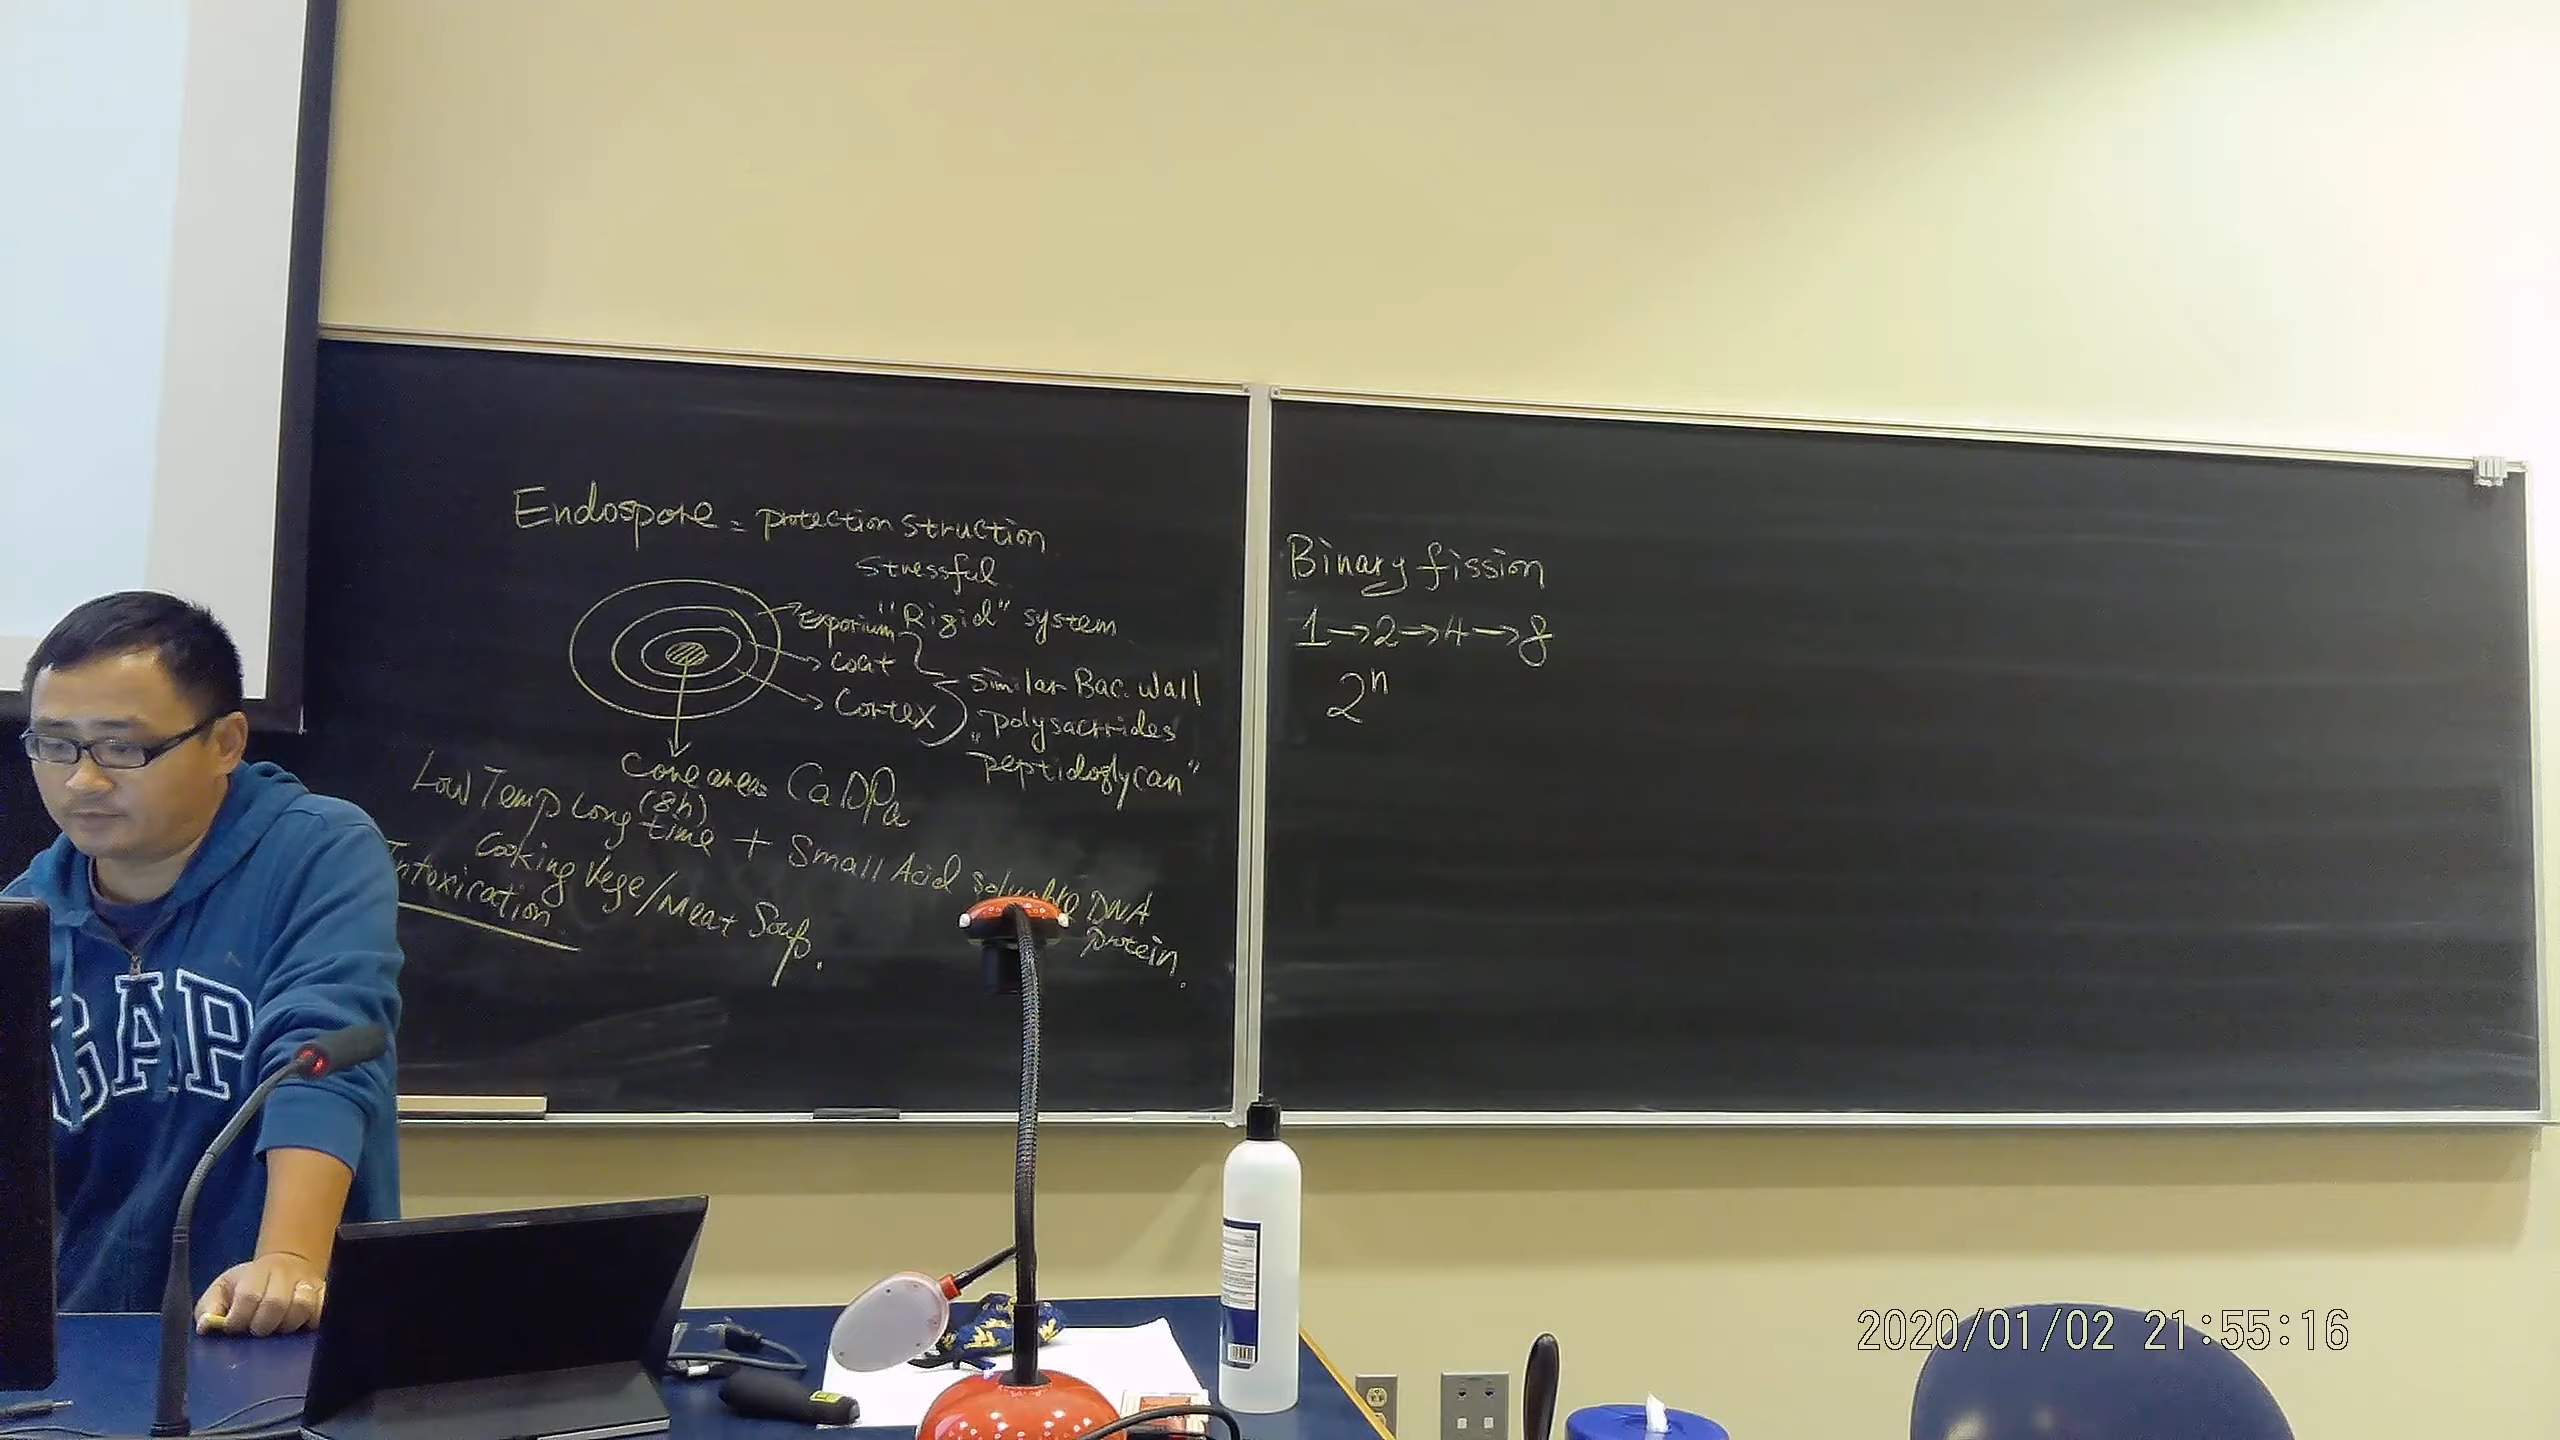 Endospore = protection struction
stressful
Exporium "Rigid" system
coat
similar Bac. wall
Cortex
"polysacrrides"
"peptidoglycan"
Core area: CaDPa
Low Temp Long (8h) time + Small Acid Soluable DNA protein.
Cooking Vege/Meat Soup.
Intoxication
Binary fission
1→2→4→8
2ⁿ
GAP
2020/01/02 21:55:16